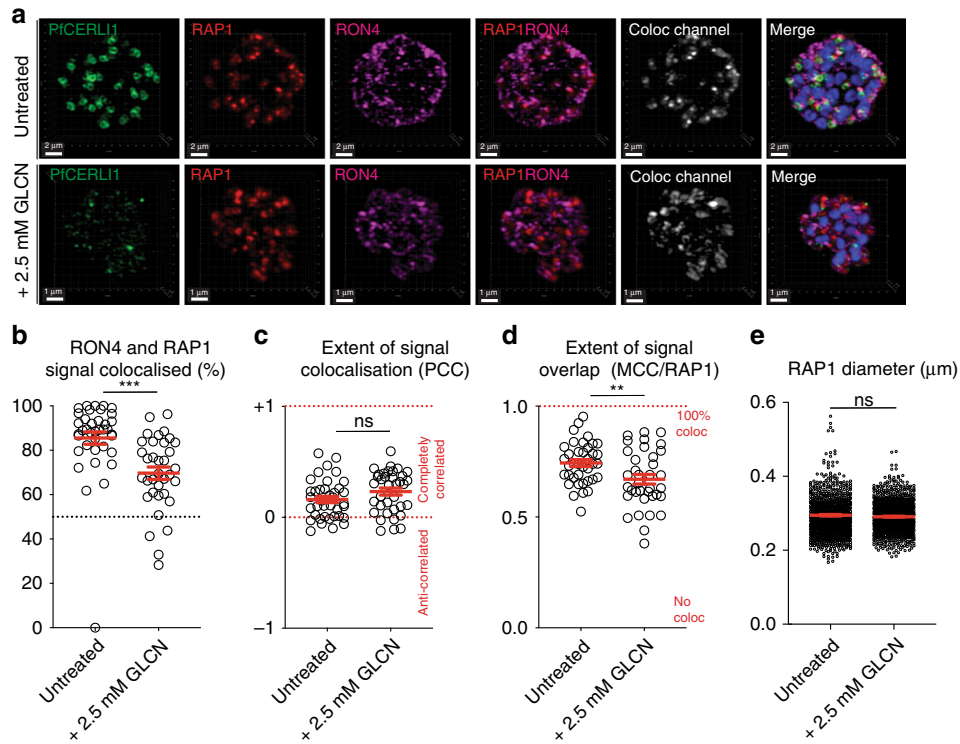 a
PfCERLI1 RAP1 RON4 RAP1RON4 Coloc channel Merge
Untreated
2 μm 2 μm 2 μm 2 μm 2 μm 2 μm
PfCERLI1 RAP1 RON4 RAP1RON4 Coloc channel Merge
+ 2.5 mM GLCN
1 μm 1 μm 1 μm 1 μm 1 μm 1 μm
b
RON4 and RAP1
signal colocalised (%)
***
100
80
60
40
20
0
Untreated
+ 2.5 mM GLCN
c
Extent of signal
colocalisation (PCC)
+1
ns
0
−1
Completely
correlated
Anti-correlated
Untreated
+ 2.5 mM GLCN
d
Extent of signal
overlap (MCC/RAP1)
**
1.0
0.5
0.0
100%
coloc
No
coloc
Untreated
+ 2.5 mM GLCN
e
RAP1 diameter (μm)
ns
0.6
0.4
0.2
0.0
Untreated
+ 2.5 mM GLCN